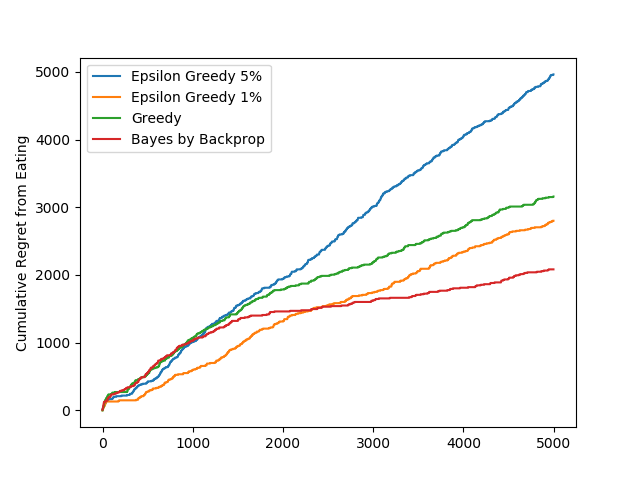 Epsilon Greedy 5%
Epsilon Greedy 1%
Greedy
Bayes by Backprop
Cumulative Regret from Eating
5000
4000
3000
2000
1000
0
0 1000 2000 3000 4000 5000